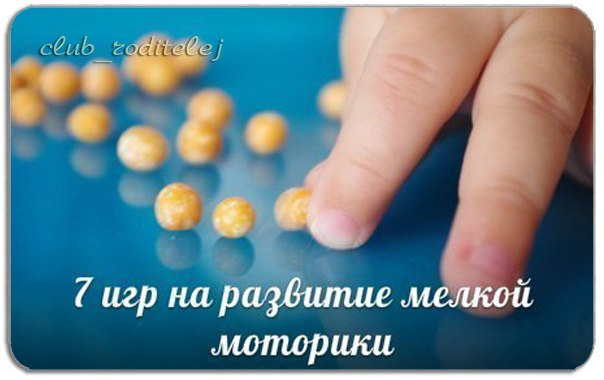 club_roditelej
7 игр на развитие мелкой
моторики